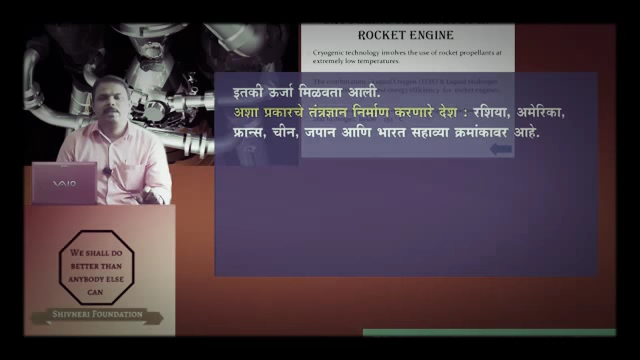 ROCKET ENGINE
Cryogenic technology involves the use of rocket propellants at
extremely low temperatures.
इतकी ऊर्जा मिळवता आली.
अशा प्रकारचे तंत्रज्ञान निर्माण करणारे देश : रशिया, अमेरिका,
फ्रान्स, चीन, जपान आणि भारत सहाव्या क्रमांकावर आहे.
VAIO
WE SHALL DO
BETTER THAN
ANYBODY ELSE
CAN
SHIVNERI FOUNDATION